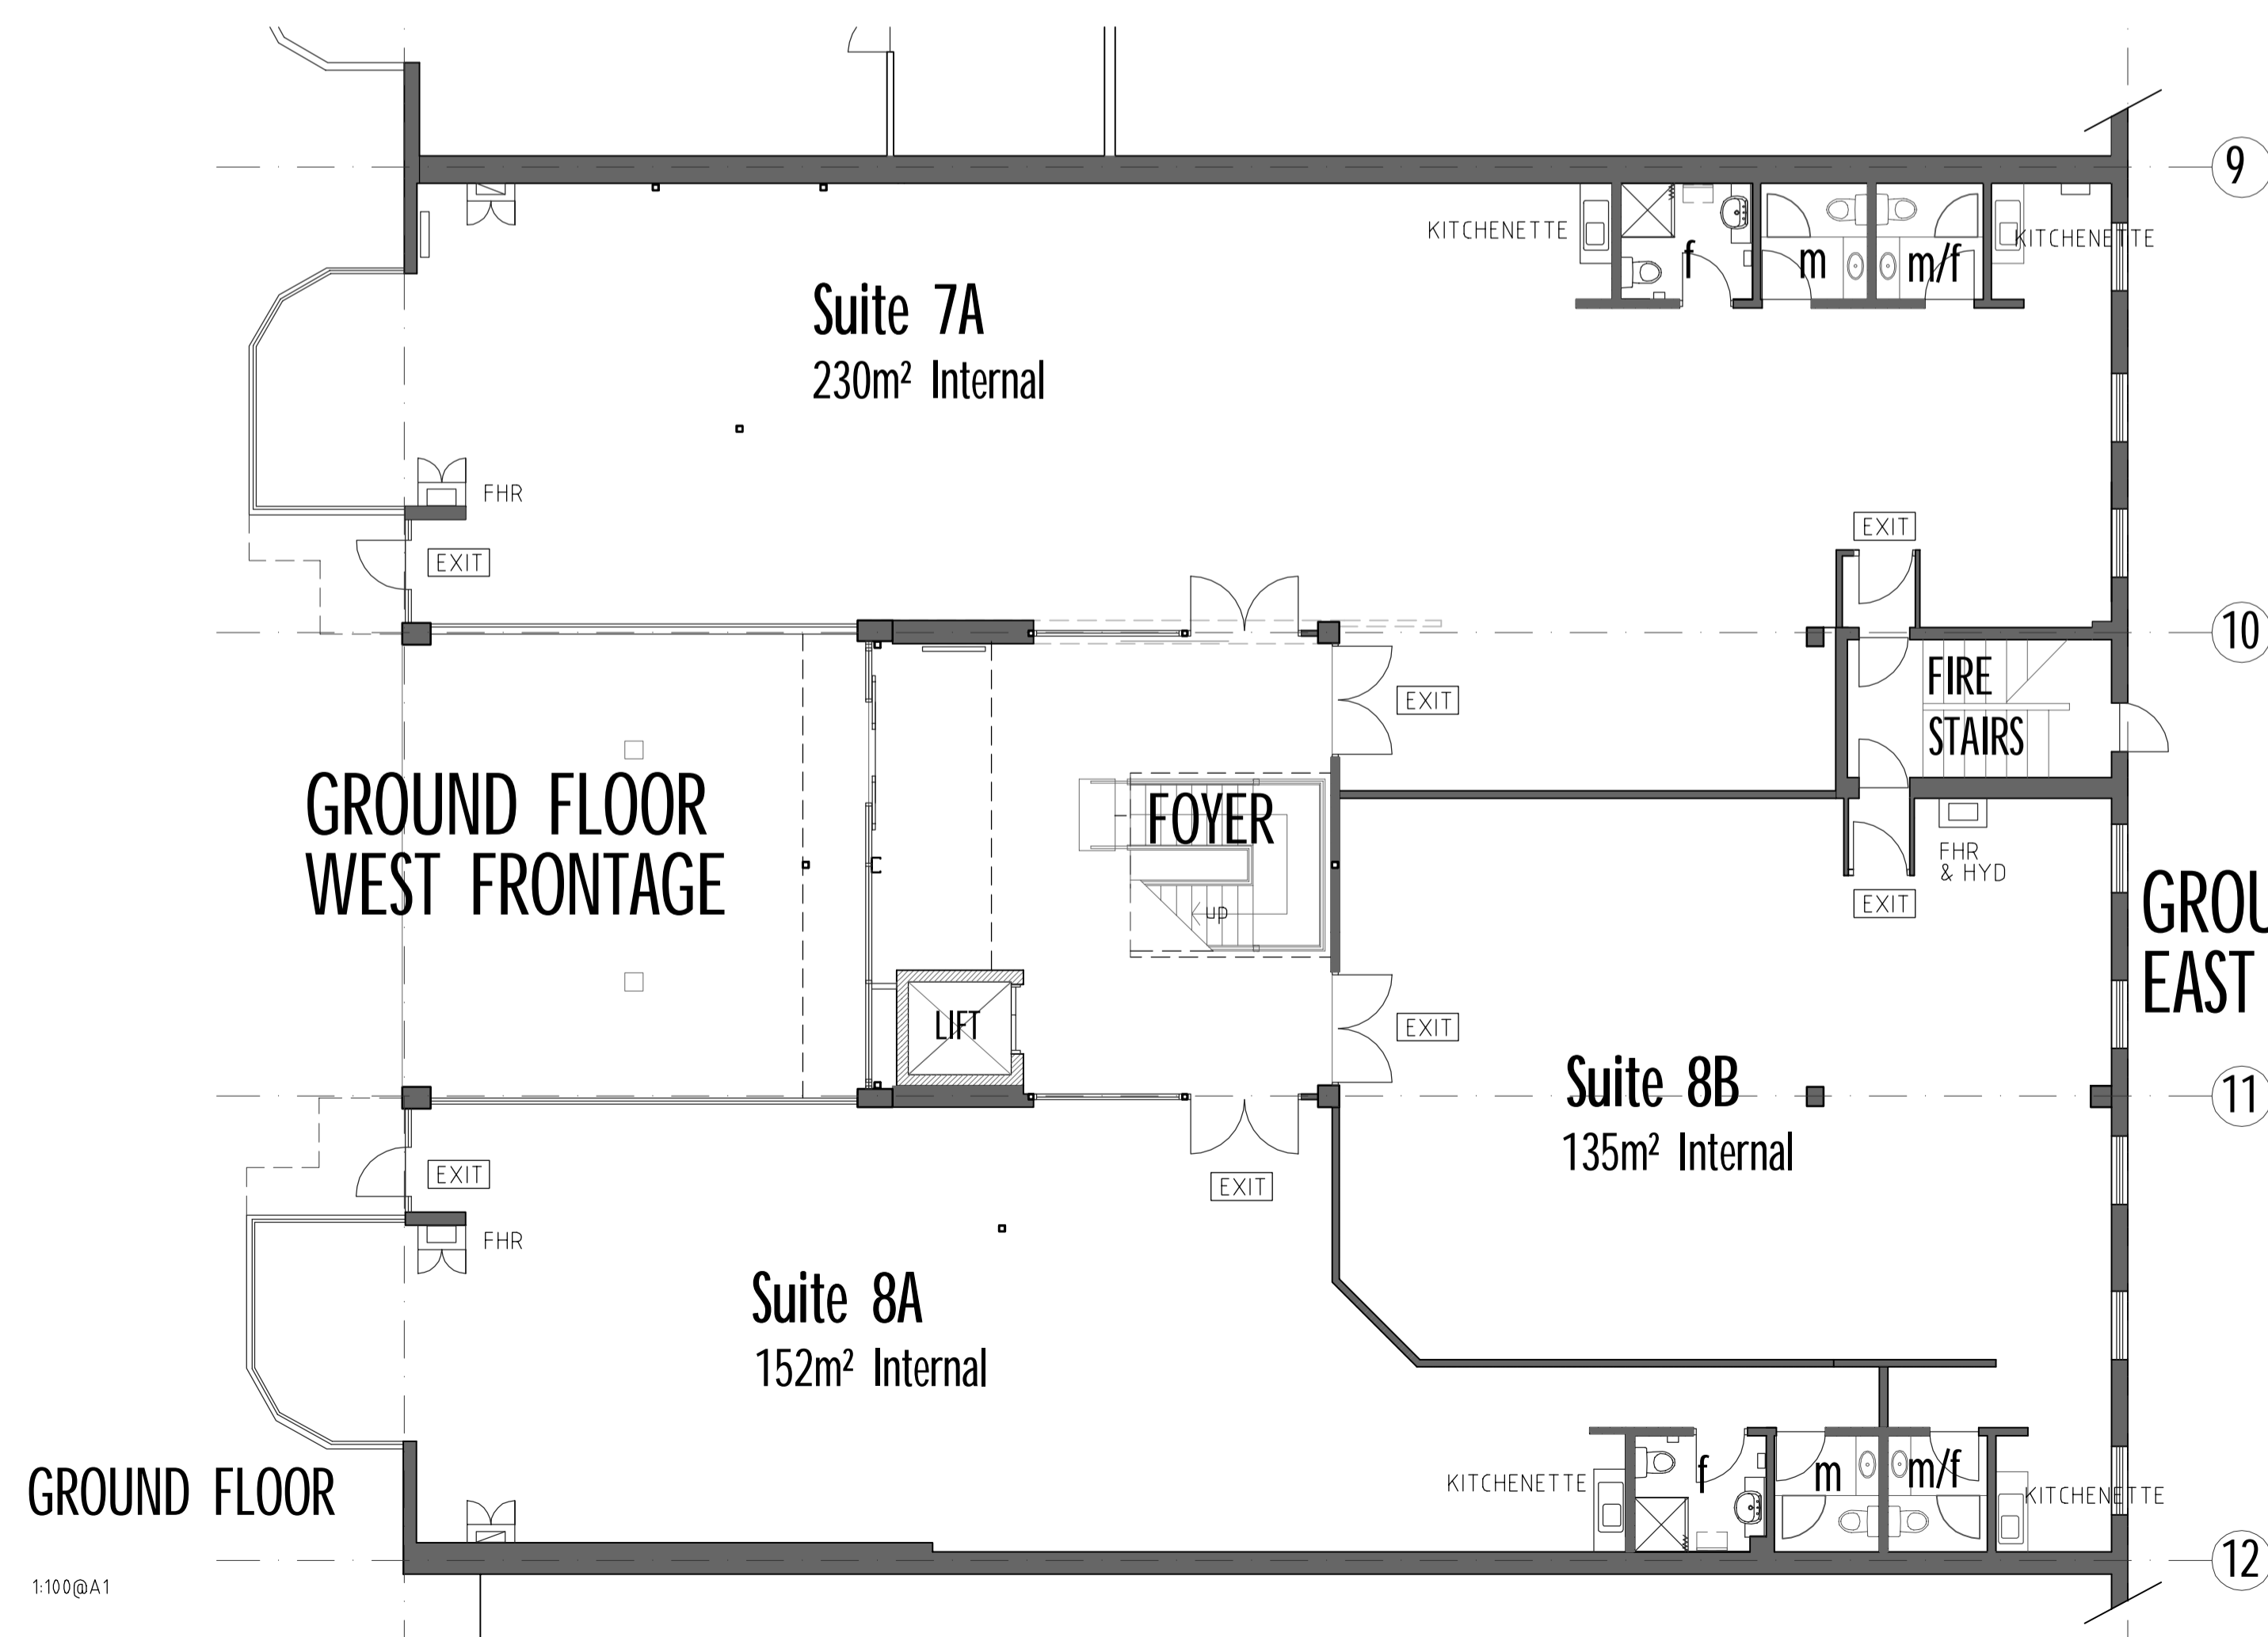 9
KITCHENETTE
f
m
m/f
KITCHENETTE
Suite 7A
230m² Internal
FHR
EXIT
EXIT
10
EXIT
FIRE
STAIRS
GROUND FLOOR
WEST FRONTAGE
FOYER
up
FHR
& HYD
EXIT
GROU
EAST
LIFT
EXIT
Suite 8B
135m² Internal
11
EXIT
EXIT
FHR
Suite 8A
152m² Internal
GROUND FLOOR
KITCHENETTE
f
m
m/f
KITCHENETTE
12
1:100@A1